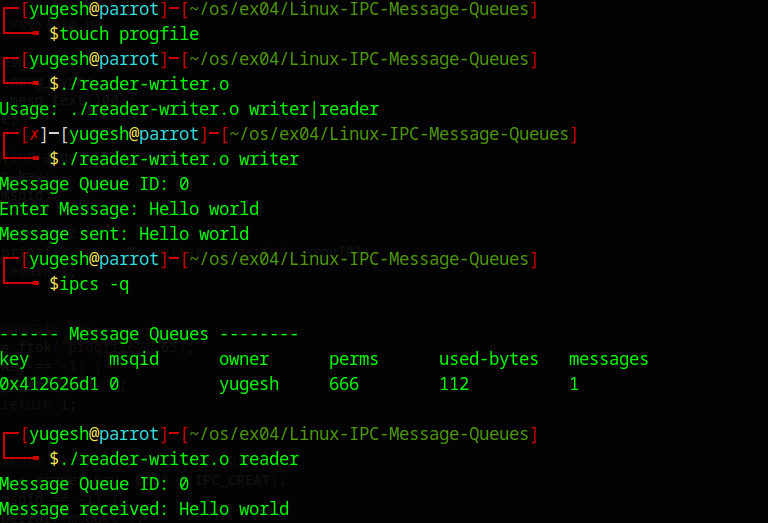 [yugesh@parrot]─[~/os/ex04/Linux-IPC-Message-Queues]
$touch progfile
[yugesh@parrot]─[~/os/ex04/Linux-IPC-Message-Queues]
$./reader-writer.o
Usage: ./reader-writer.o writer|reader
[✗]─[yugesh@parrot]─[~/os/ex04/Linux-IPC-Message-Queues]
$./reader-writer.o writer
Message Queue ID: 0
Enter Message: Hello world
Message sent: Hello world
[yugesh@parrot]─[~/os/ex04/Linux-IPC-Message-Queues]
$ipcs -q
------ Message Queues --------
key msqid owner perms used-bytes messages
0x412626d1 0 yugesh 666 112 1
[yugesh@parrot]─[~/os/ex04/Linux-IPC-Message-Queues]
$./reader-writer.o reader
Message Queue ID: 0
Message received: Hello world